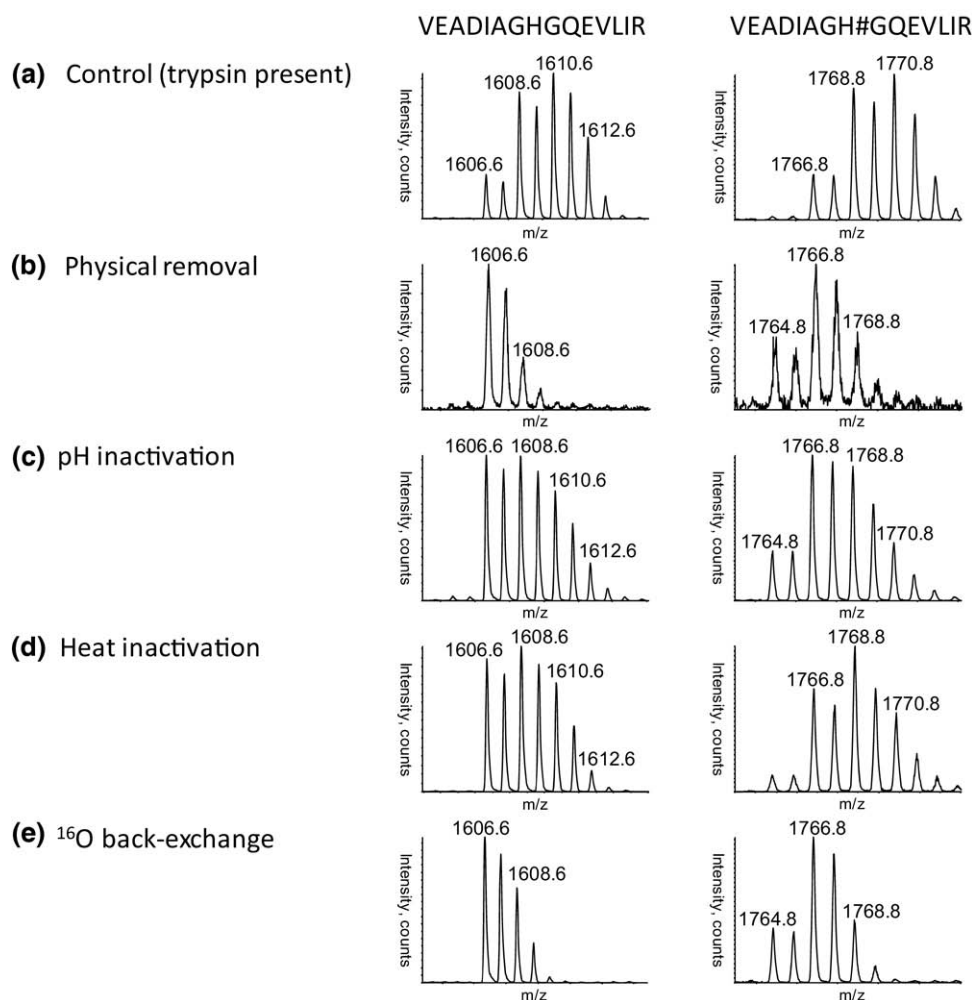 VEADIAGHGQEVLIR
VEADIAGH#GQEVLIR
(a) Control (trypsin present)
Intensity, counts
1606.6
1608.6
1610.6
1612.6
m/z
Intensity, counts
1766.8
1768.8
1770.8
m/z
(b) Physical removal
Intensity, counts
1606.6
1608.6
m/z
Intensity, counts
1764.8
1766.8
1768.8
m/z
(c) pH inactivation
Intensity, counts
1606.6
1608.6
1610.6
1612.6
m/z
Intensity, counts
1764.8
1766.8
1768.8
1770.8
m/z
(d) Heat inactivation
Intensity, counts
1606.6
1608.6
1610.6
1612.6
m/z
Intensity, counts
1766.8
1768.8
1770.8
m/z
(e) ¹⁶O back-exchange
Intensity, counts
1606.6
1608.6
m/z
Intensity, counts
1764.8
1766.8
1768.8
m/z